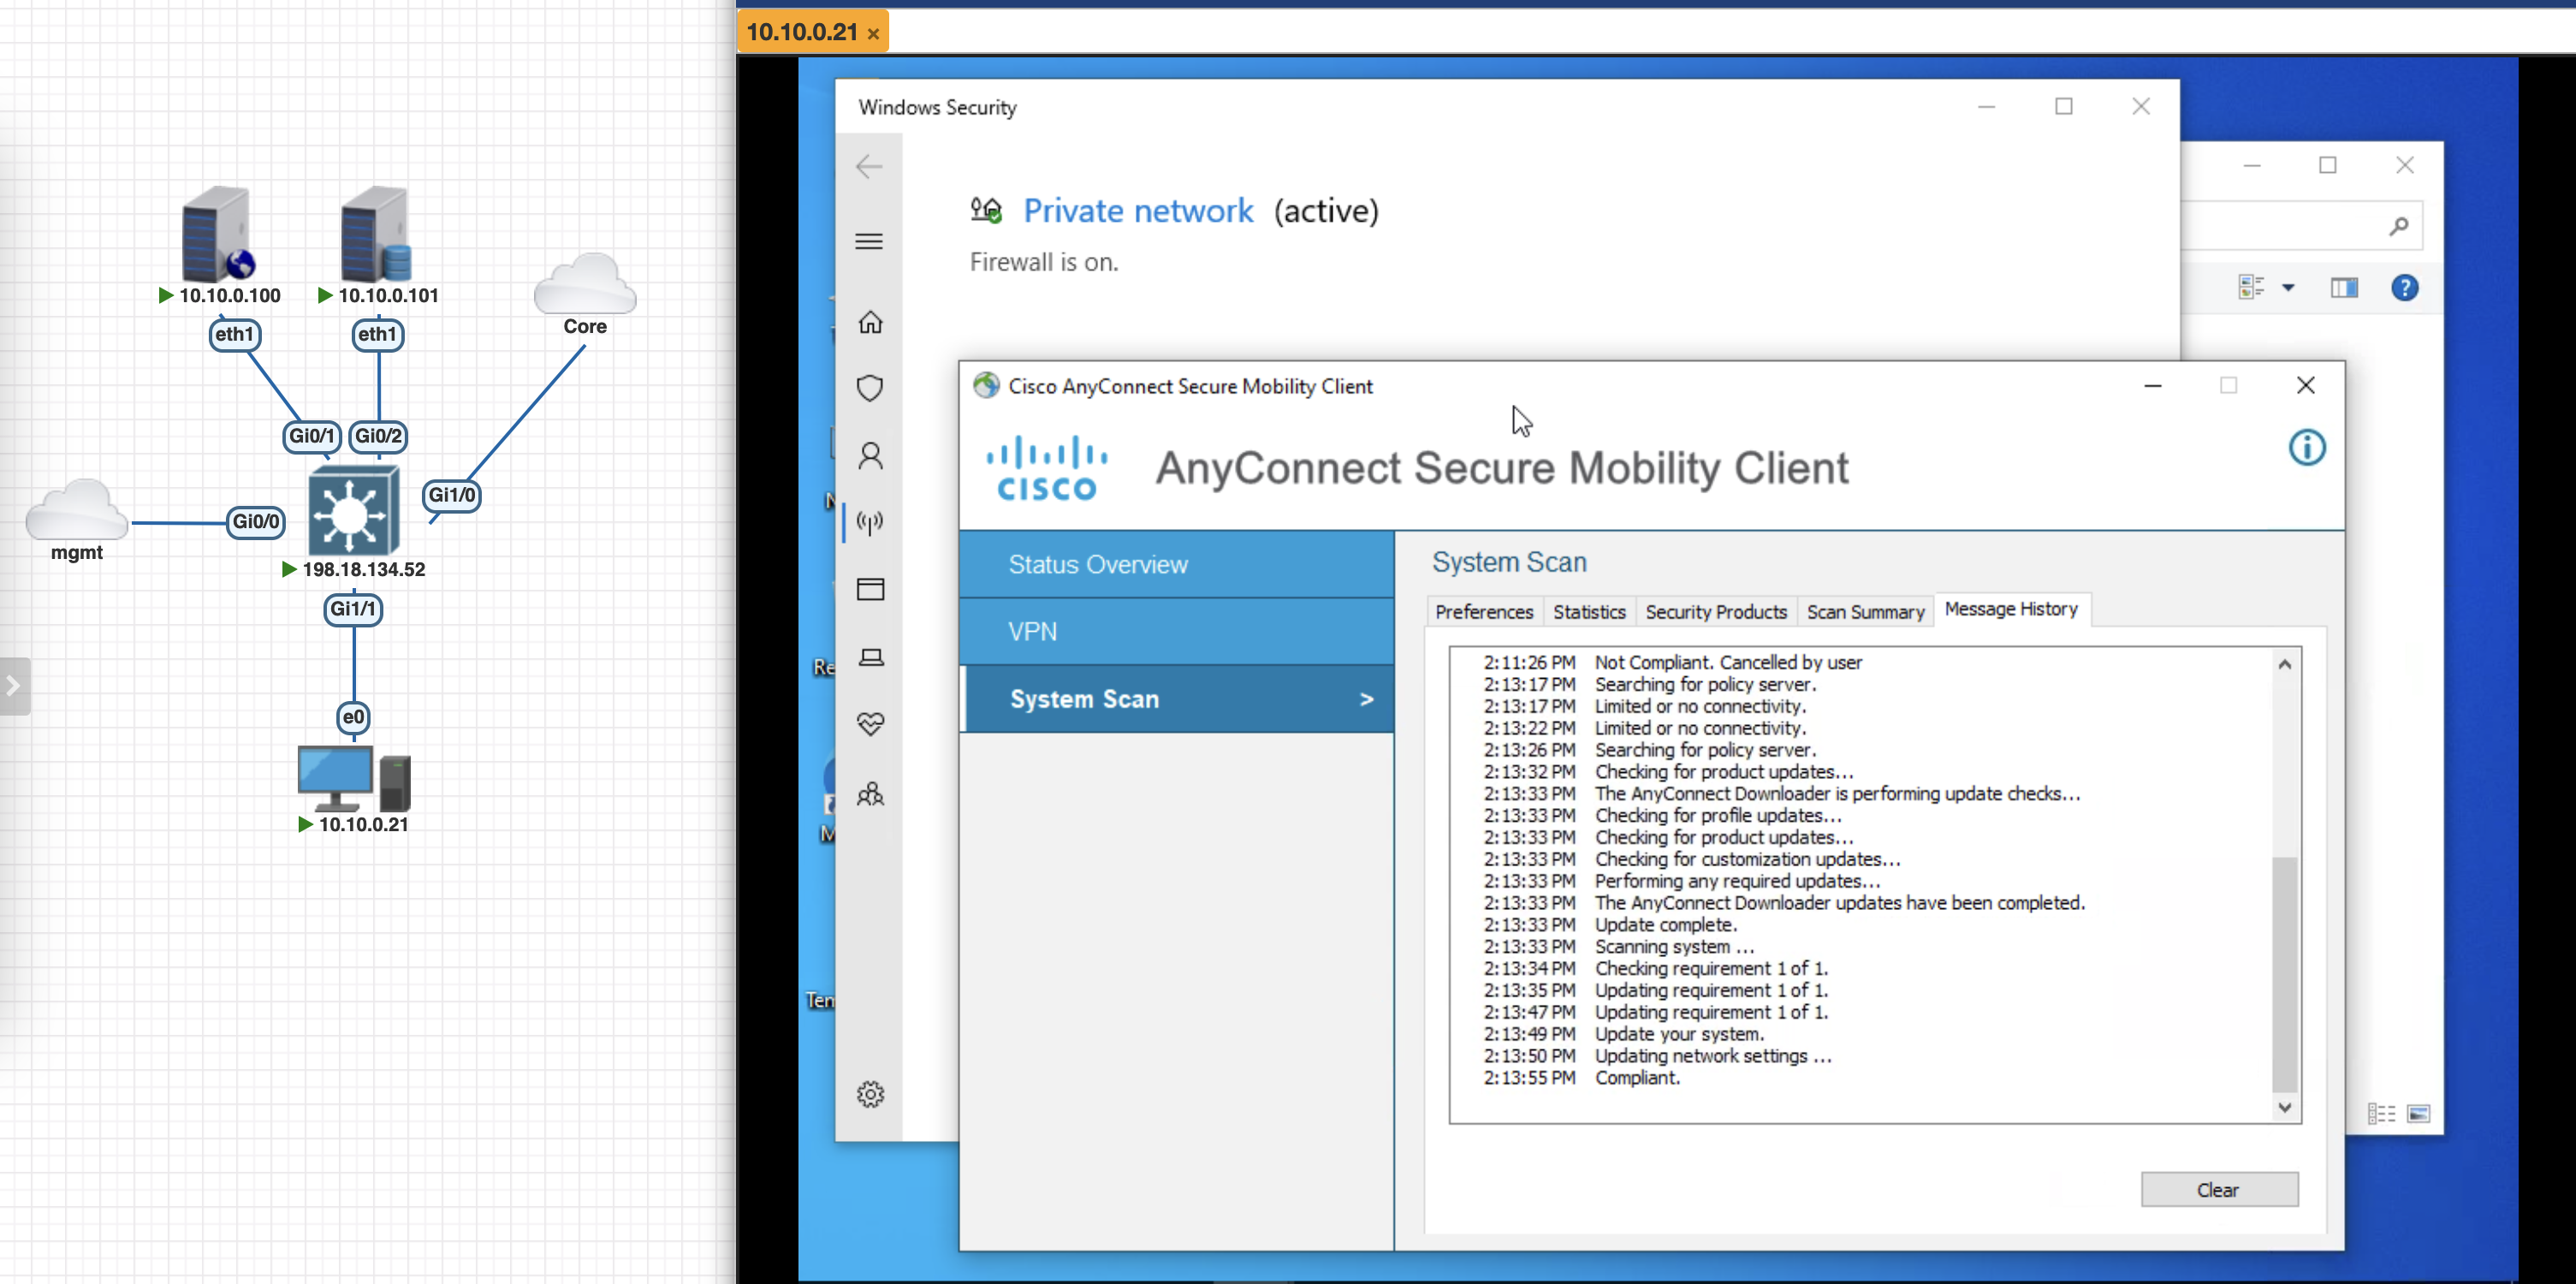 10.10.0.100
10.10.0.101
eth1
eth1
Core
Gi0/1
Gi0/2
Gi1/0
Gi0/0
mgmt
198.18.134.52
Gi1/1
e0
10.10.0.21
10.10.0.21 ×
Windows Security
Private network (active)
Firewall is on.
N
Re
M
Ten
Cisco AnyConnect Secure Mobility Client
CISCO
AnyConnect Secure Mobility Client
Status Overview
VPN
System Scan >
System Scan
Preferences Statistics Security Products Scan Summary Message History
2:11:26 PM Not Compliant. Cancelled by user
2:13:17 PM Searching for policy server.
2:13:17 PM Limited or no connectivity.
2:13:22 PM Limited or no connectivity.
2:13:26 PM Searching for policy server.
2:13:32 PM Checking for product updates...
2:13:33 PM The AnyConnect Downloader is performing update checks...
2:13:33 PM Checking for profile updates...
2:13:33 PM Checking for product updates...
2:13:33 PM Checking for customization updates...
2:13:33 PM Performing any required updates...
2:13:33 PM The AnyConnect Downloader updates have been completed.
2:13:33 PM Update complete.
2:13:33 PM Scanning system ...
2:13:34 PM Checking requirement 1 of 1.
2:13:35 PM Updating requirement 1 of 1.
2:13:47 PM Updating requirement 1 of 1.
2:13:49 PM Update your system.
2:13:50 PM Updating network settings ...
2:13:55 PM Compliant.
Clear